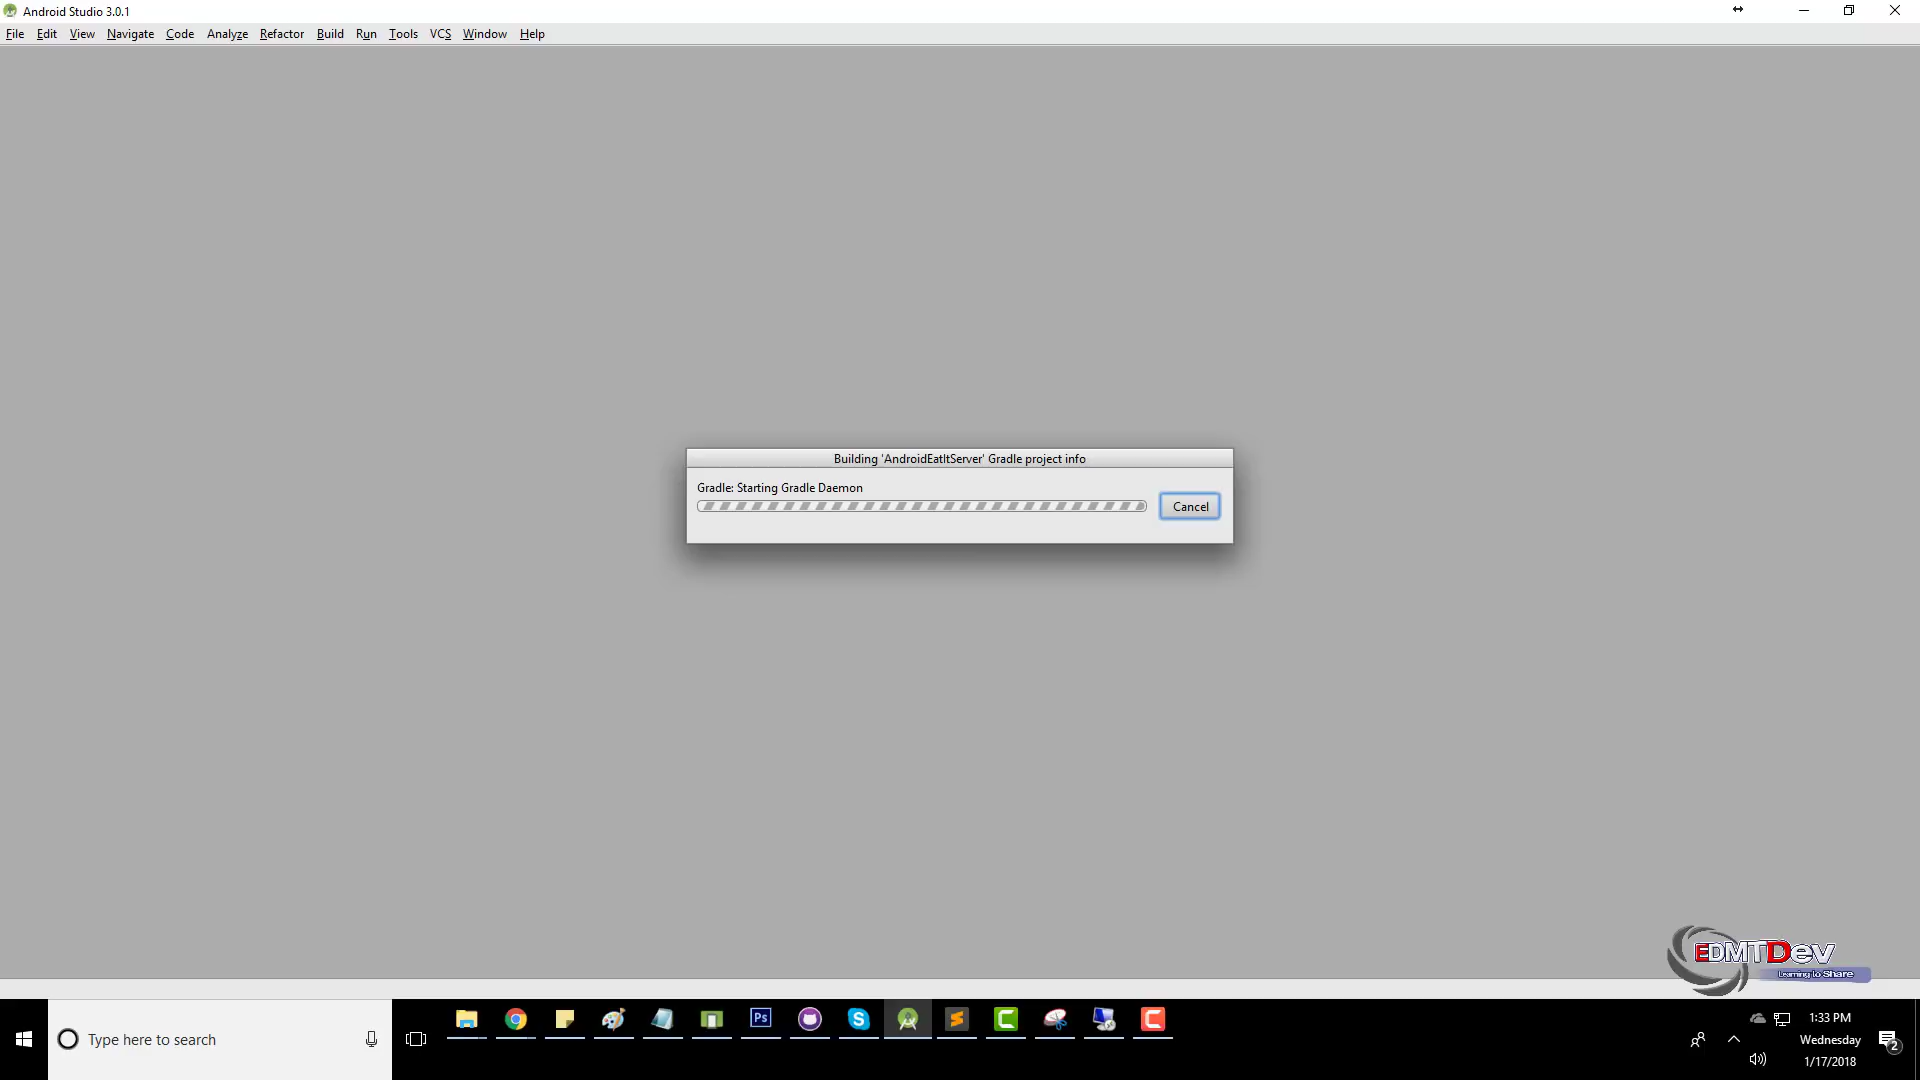 Android Studio 3.0.1
File Edit View Navigate Code Analyze Refactor Build Run Tools VCS Window Help
Building 'AndroidEatItServer' Gradle project info
Gradle: Starting Gradle Daemon
Cancel
EDMTDev
Learning to Share
Type here to search
Ps
1:33 PM
Wednesday
1/17/2018
2